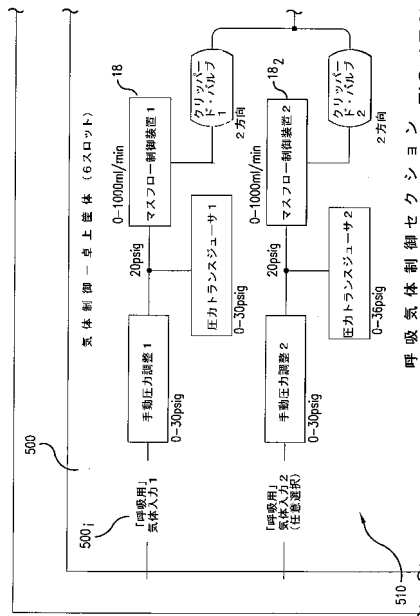 気体制御－卓上筐体（6スロット）
500
500i
「呼吸用」
気体入力1
手動圧力調整1
0-30psig
20psig
圧力トランスジューサ1
0-30psig
0-1000ml/min
マスフロー制御装置1
18
クリッパー
ド・バルブ
1
2方向
「呼吸用」
気体入力2
(任意選択)
手動圧力調整2
0-30psig
20psig
圧力トランスジューサ2
0-36psig
0-1000ml/min
マスフロー制御装置2
18₂
クリッパー
ド・バルブ
2
2方向
510
呼吸気体制御セクション